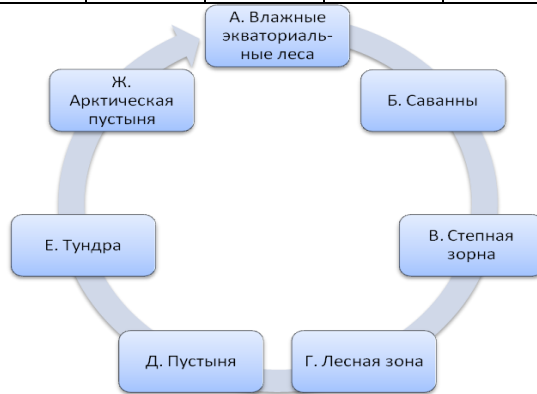 А. Влажные
экваториаль-
ные леса
Б. Саванны
В. Степная
зорна
Г. Лесная зона
Д. Пустыня
Е. Тундра
Ж.
Арктическая
пустыня